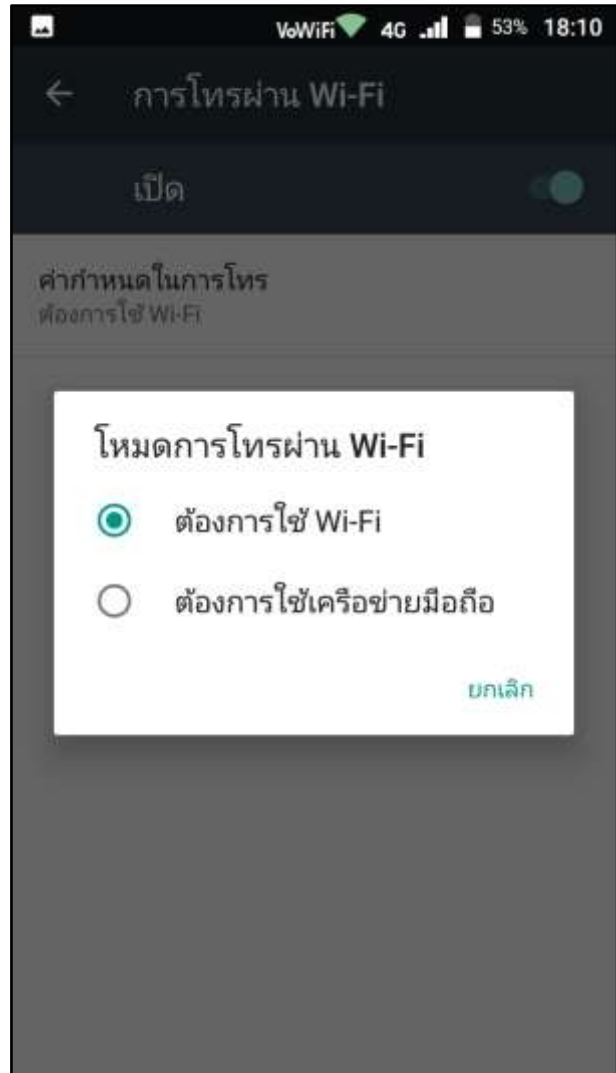 VoWiFi 4G 53% 18:10
การโทรผ่าน Wi-Fi
เปิด
ค่ากำหนดในการโทร
ต้องการใช้ Wi-Fi
โหมดการโทรผ่าน Wi-Fi
ต้องการใช้ Wi-Fi
ต้องการใช้เครือข่ายมือถือ
ยกเลิก